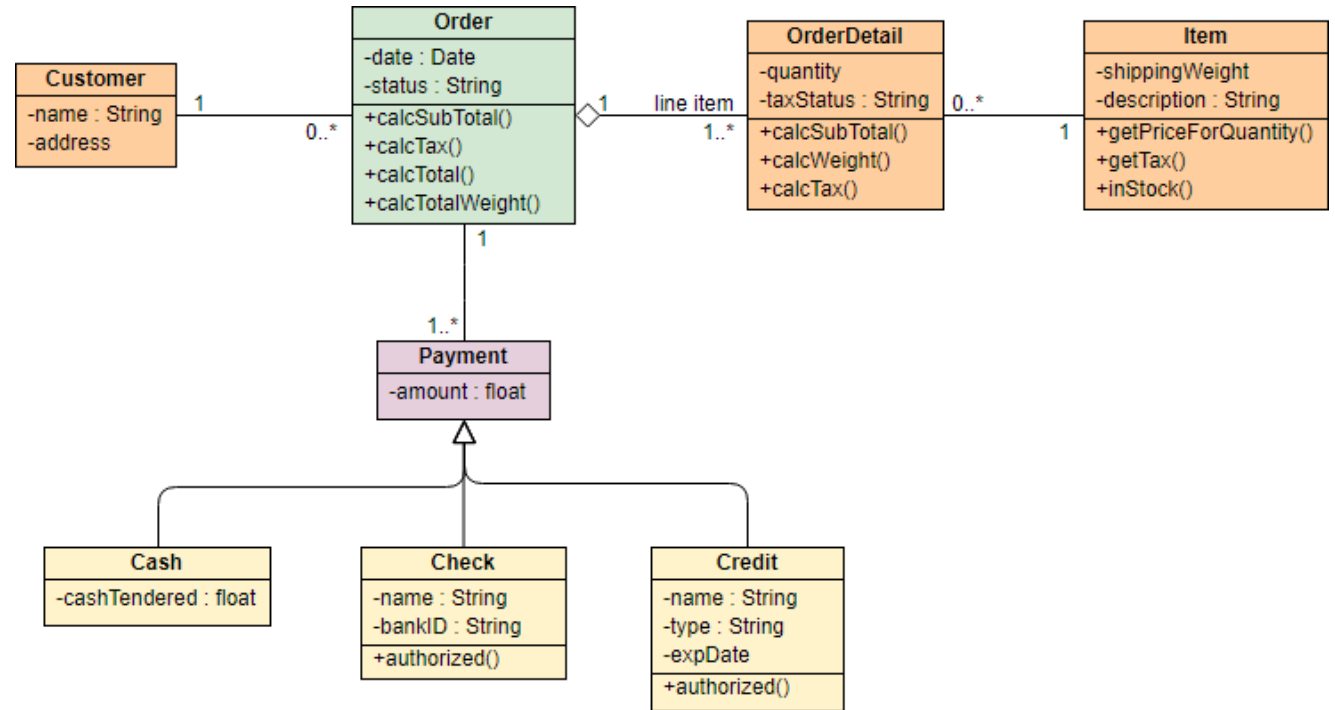 Customer
-name : String
-address
1
0..*
Order
-date : Date
-status : String
+calcSubTotal()
+calcTax()
+calcTotal()
+calcTotalWeight()
1
line item
1..*
OrderDetail
-quantity
-taxStatus : String
+calcSubTotal()
+calcWeight()
+calcTax()
0..*
1
Item
-shippingWeight
-description : String
+getPriceForQuantity()
+getTax()
+inStock()
1
1..*
Payment
-amount : float
Cash
-cashTendered : float
Check
-name : String
-bankID : String
+authorized()
Credit
-name : String
-type : String
-expDate
+authorized()